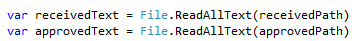 var receivedText = File.ReadAllText(receivedPath)
var approvedText = File.ReadAllText(approvedPath)